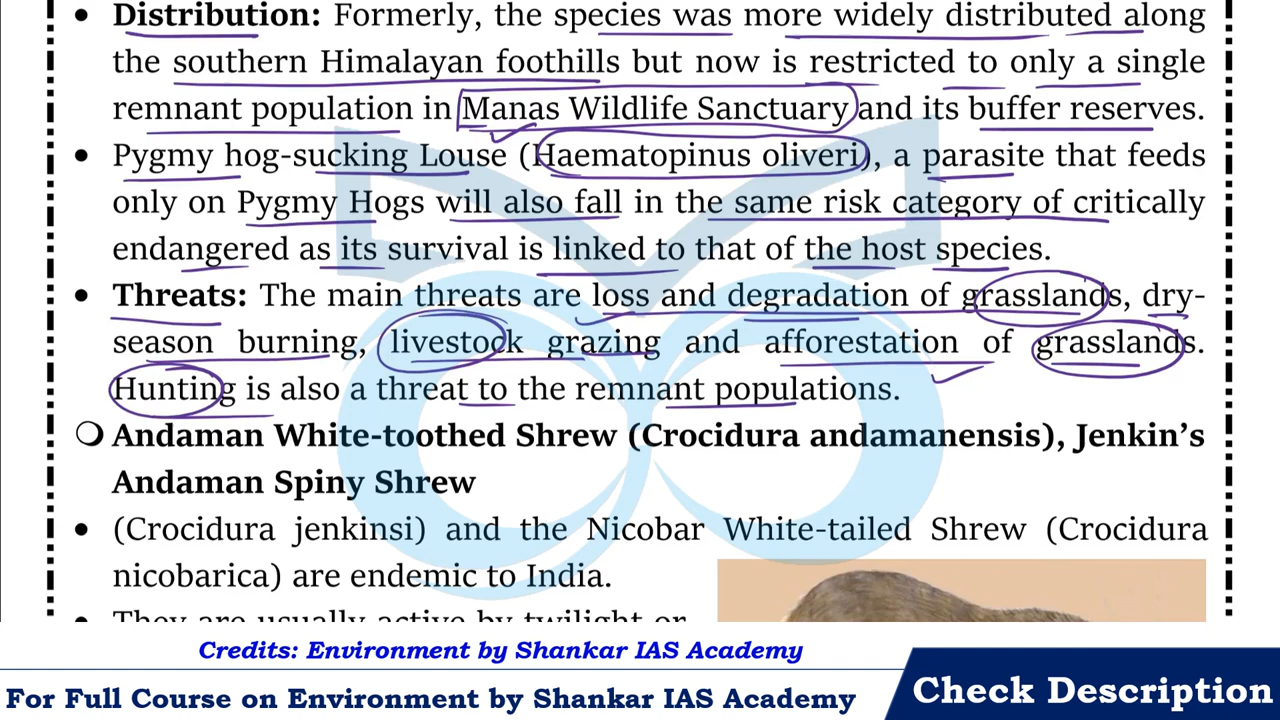 • Distribution: Formerly, the species was more widely distributed along
the southern Himalayan foothills but now is restricted to only a single
remnant population in Manas Wildlife Sanctuary and its buffer reserves.
• Pygmy hog-sucking Louse (Haematopinus oliveri), a parasite that feeds
only on Pygmy Hogs will also fall in the same risk category of critically
endangered as its survival is linked to that of the host species.
• Threats: The main threats are loss and degradation of grasslands, dry-
season burning, livestock grazing and afforestation of grasslands.
Hunting is also a threat to the remnant populations.
❍ Andaman White-toothed Shrew (Crocidura andamanensis), Jenkin's
Andaman Spiny Shrew
• (Crocidura jenkinsi) and the Nicobar White-tailed Shrew (Crocidura
nicobarica) are endemic to India.
• They are usually active by twilight or
Credits: Environment by Shankar IAS Academy
For Full Course on Environment by Shankar IAS Academy
Check Description